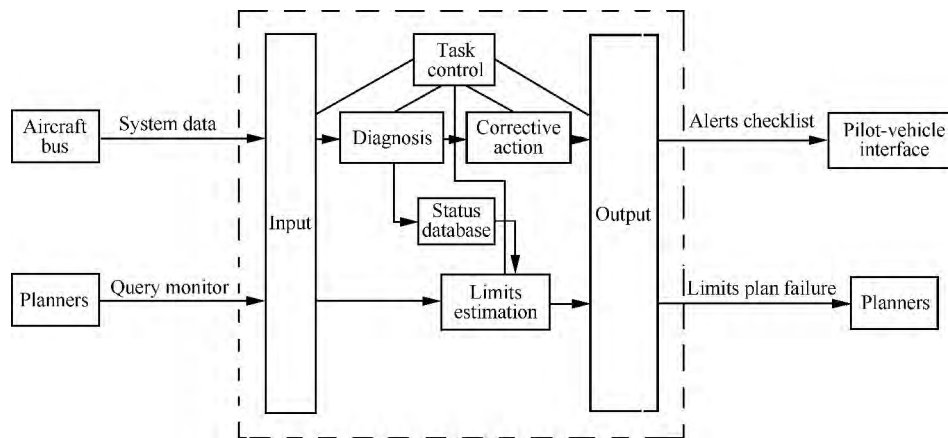 Task
control
Aircraft
bus
System data
Diagnosis
Corrective
action
Alerts checklist
Pilot-vehicle
interface
Input
Status
database
Output
Planners
Query monitor
Limits
estimation
Limits plan failure
Planners